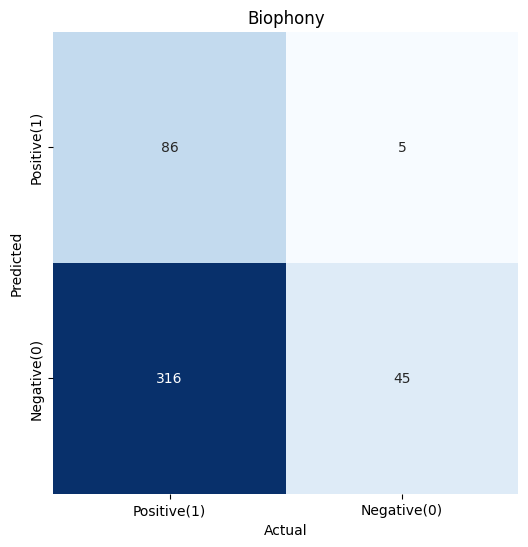 Biophony
Positive(1)
86
5
Predicted
Negative(0)
316
45
Positive(1)
Negative(0)
Actual